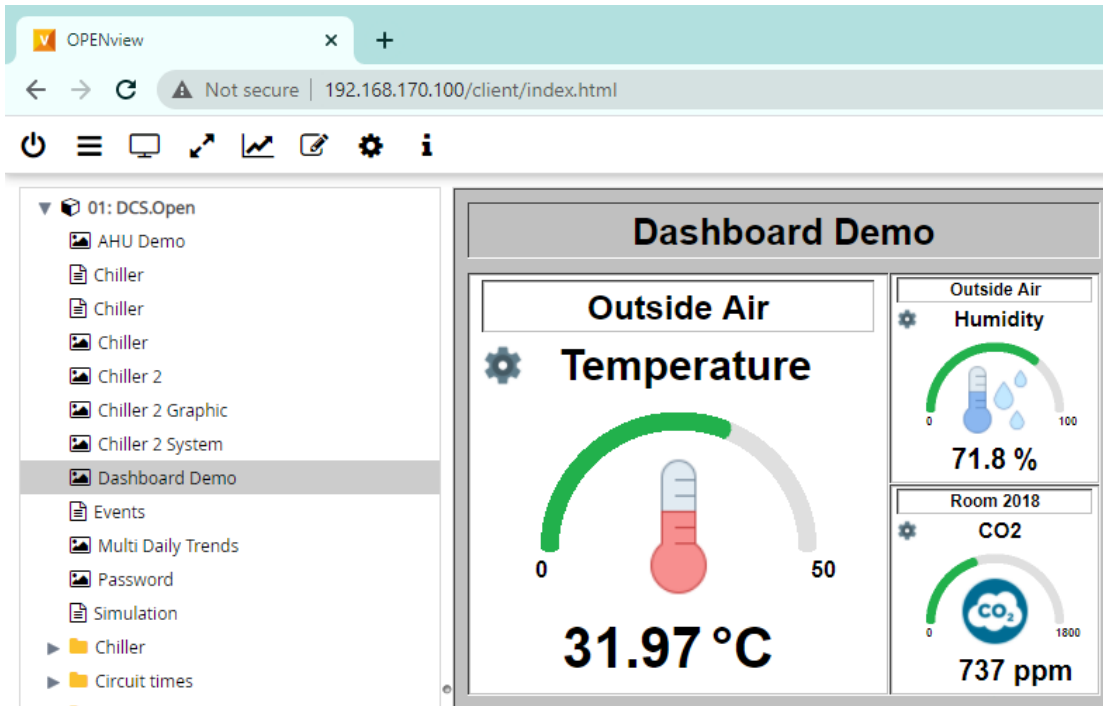 OPENview
Not secure | 192.168.170.100/client/index.html
01: DCS.Open
AHU Demo
Chiller
Chiller
Chiller
Chiller 2
Chiller 2 Graphic
Chiller 2 System
Dashboard Demo
Events
Multi Daily Trends
Password
Simulation
Chiller
Circuit times
Dashboard Demo
Outside Air
Temperature
0
50
31.97 °C
Outside Air
Humidity
0
100
71.8 %
Room 2018
CO2
CO₂
0
1800
737 ppm